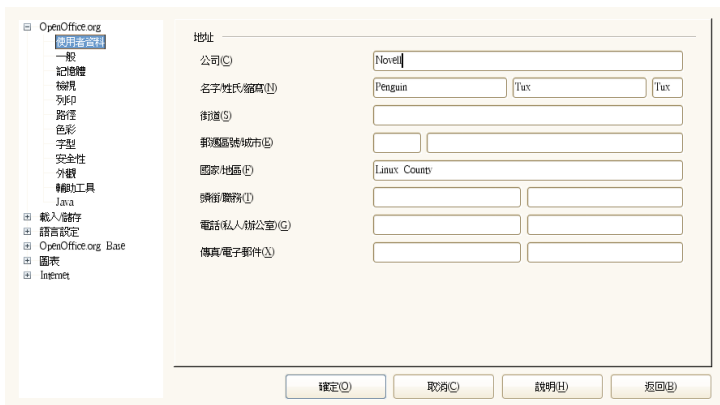 OpenOffice.org
使用者資料
一般
記憶體
檢視
列印
路徑
色彩
字型
安全性
外觀
輔助工具
Java
載入/儲存
語言設定
OpenOffice.org Base
圖表
Internet
地址
公司(C) Novell
名字/姓氏/縮寫(N) Penguin Tux Tux
街道(S)
郵遞區號/城市(E)
國家/地區(F) Linux County
頭銜/職務(T)
電話(私人/辦公室)(G)
傳真/電子郵件(X)
確定(O) 取消(C) 說明(H) 返回(B)